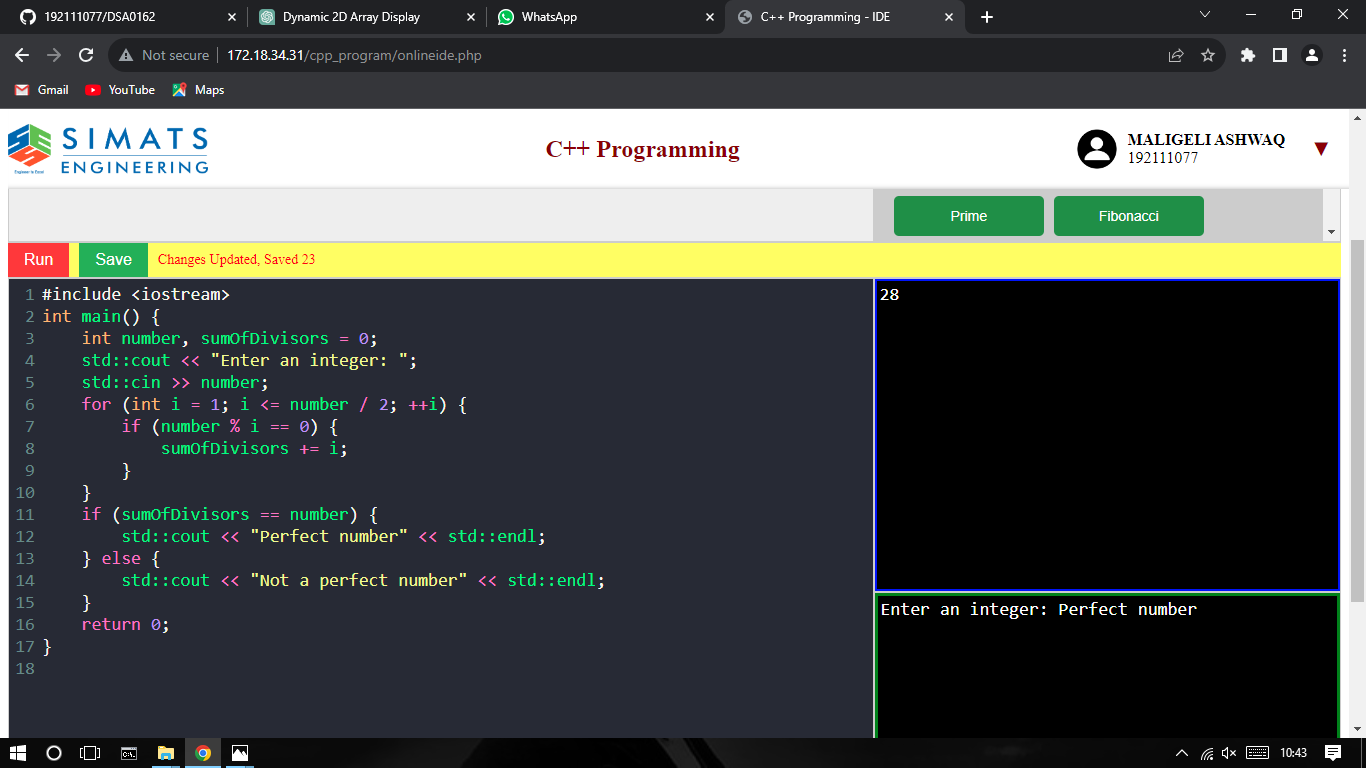 192111077/DSA0162
Dynamic 2D Array Display
WhatsApp
C++ Programming - IDE
Not secure
172.18.34.31/cpp_program/onlineide.php
Gmail
YouTube
Maps
SIMATS
ENGINEERING
Engineer to Excel
C++ Programming
MALIGELI ASHWAQ
192111077
Prime
Fibonacci
Run
Save
Changes Updated, Saved 23
1 #include <iostream>
2 int main() {
3     int number, sumOfDivisors = 0;
4     std::cout << "Enter an integer: ";
5     std::cin >> number;
6     for (int i = 1; i <= number / 2; ++i) {
7         if (number % i == 0) {
8             sumOfDivisors += i;
9         }
10     }
11     if (sumOfDivisors == number) {
12         std::cout << "Perfect number" << std::endl;
13     } else {
14         std::cout << "Not a perfect number" << std::endl;
15     }
16     return 0;
17 }
18
28
Enter an integer: Perfect number
10:43